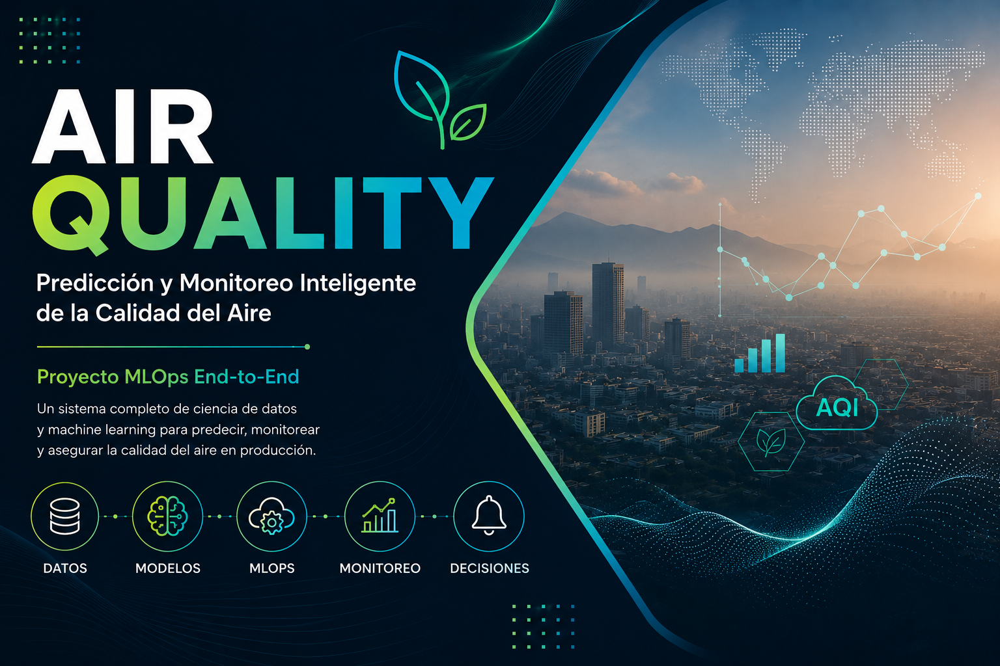 AIR
QUALITY
Predicción y Monitoreo Inteligente
de la Calidad del Aire
Proyecto MLOps End-to-End
Un sistema completo de ciencia de datos
y machine learning para predecir, monitorear
y asegurar la calidad del aire en producción.
DATOS
MODELOS
MLOPS
MONITOREO
DECISIONES
AQI